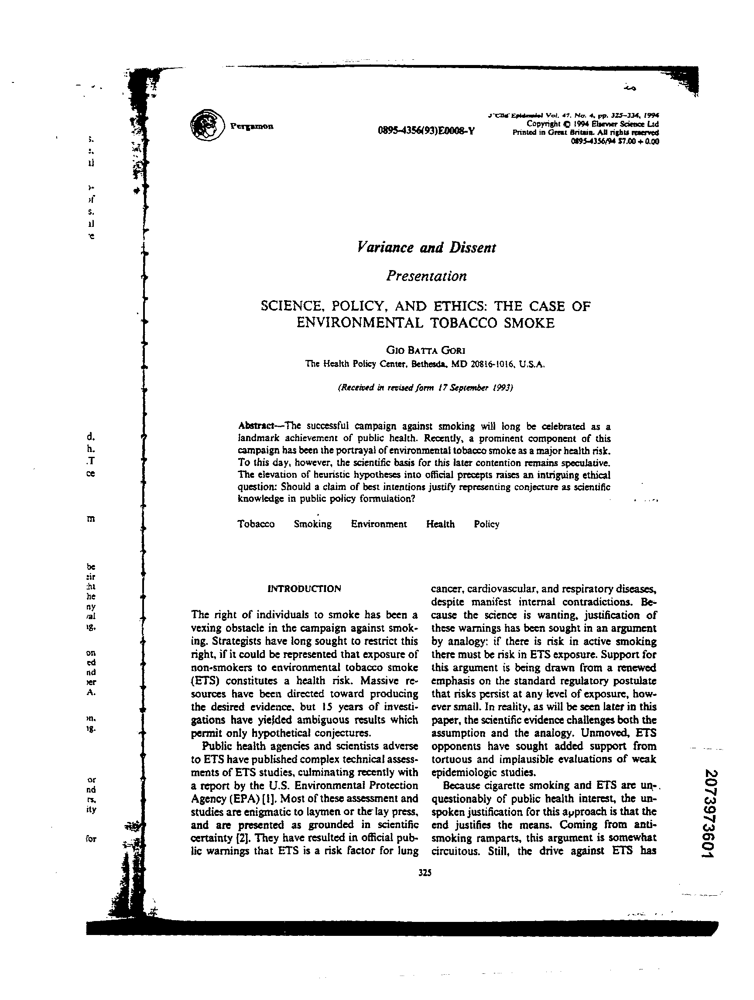 Pergamon
0895-4356(93)E0008-Y
Epidemiol Vol. 47, No. 4, pp. 325–334, 1994
Copyright © 1994 Elsevier Science Ltd
Printed in Great Britain. All rights reserved
0895-4356/94 $7.00 + 0.00
Variance and Dissent
Presentation
SCIENCE, POLICY, AND ETHICS: THE CASE OF
ENVIRONMENTAL TOBACCO SMOKE
GIO BATTA GORI
The Health Policy Center, Bethesda, MD 20816-1016, U.S.A.
(Received in revised form 17 September 1993)
Abstract—The successful campaign against smoking will long be celebrated as a
landmark achievement of public health. Recently, a prominent component of this
campaign has been the portrayal of environmental tobacco smoke as a major health risk.
To this day, however, the scientific basis for this later contention remains speculative.
The elevation of heuristic hypotheses into official precepts raises an intriguing ethical
question: Should a claim of best intentions justify representing conjecture as scientific
knowledge in public policy formulation?
Tobacco Smoking Environment Health Policy
INTRODUCTION
The right of individuals to smoke has been a
vexing obstacle in the campaign against smok-
ing. Strategists have long sought to restrict this
right, if it could be represented that exposure of
non-smokers to environmental tobacco smoke
(ETS) constitutes a health risk. Massive re-
sources have been directed toward producing
the desired evidence, but 15 years of investi-
gations have yielded ambiguous results which
permit only hypothetical conjectures.
Public health agencies and scientists adverse
to ETS have published complex technical assess-
ments of ETS studies, culminating recently with
a report by the U.S. Environmental Protection
Agency (EPA) [1]. Most of these assessment and
studies are enigmatic to laymen or the lay press,
and are presented as grounded in scientific
certainty [2]. They have resulted in official pub-
lic warnings that ETS is a risk factor for lung
cancer, cardiovascular, and respiratory diseases,
despite manifest internal contradictions. Be-
cause the science is wanting, justification of
these warnings has been sought in an argument
by analogy: if there is risk in active smoking
there must be risk in ETS exposure. Support for
this argument is being drawn from a renewed
emphasis on the standard regulatory postulate
that risks persist at any level of exposure, how-
ever small. In reality, as will be seen later in this
paper, the scientific evidence challenges both the
assumption and the analogy. Unmoved, ETS
opponents have sought added support from
tortuous and implausible evaluations of weak
epidemiologic studies.
Because cigarette smoking and ETS are un-
questionably of public health interest, the un-
spoken justification for this approach is that the
end justifies the means. Coming from anti-
smoking ramparts, this argument is somewhat
circuitous. Still, the drive against ETS has
325
2073973601